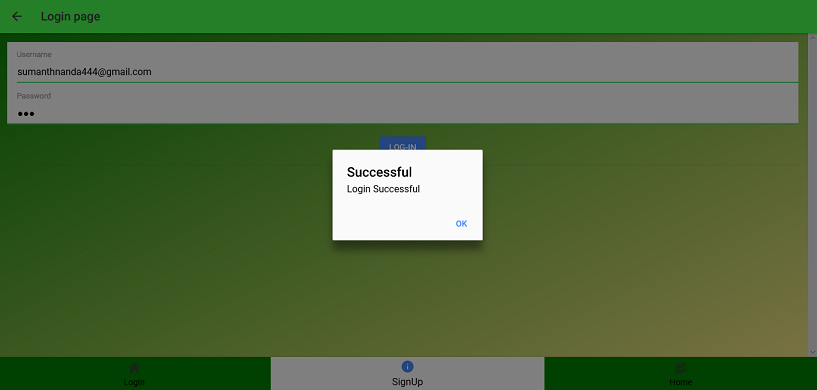 Login page
Username
sumanthnanda444@gmail.com
Password
LOG-IN
Successful
Login Successful
OK
Login
SignUp
Home